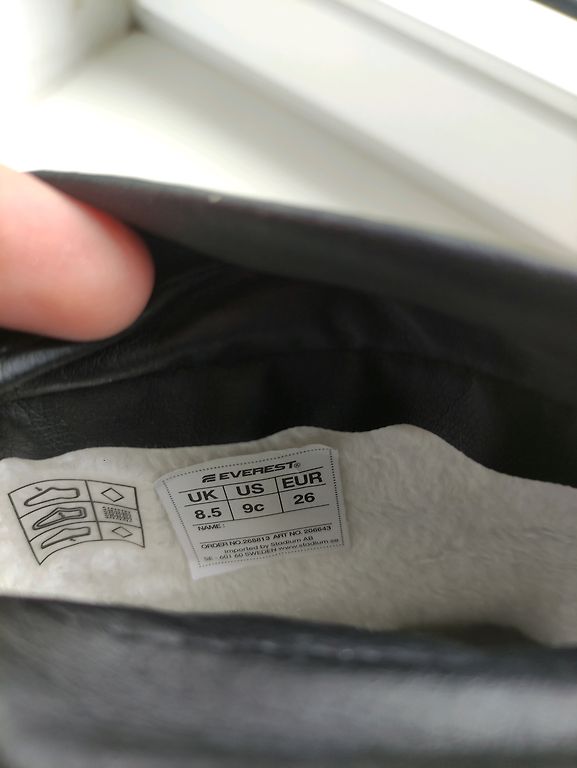 EVEREST®
UK US EUR
8.5 9c 26
NAME:
ORDER NO.268813 ART NO. 206643
Imported by Stadium AB
SE - 601 60 SWEDEN www.stadium.se